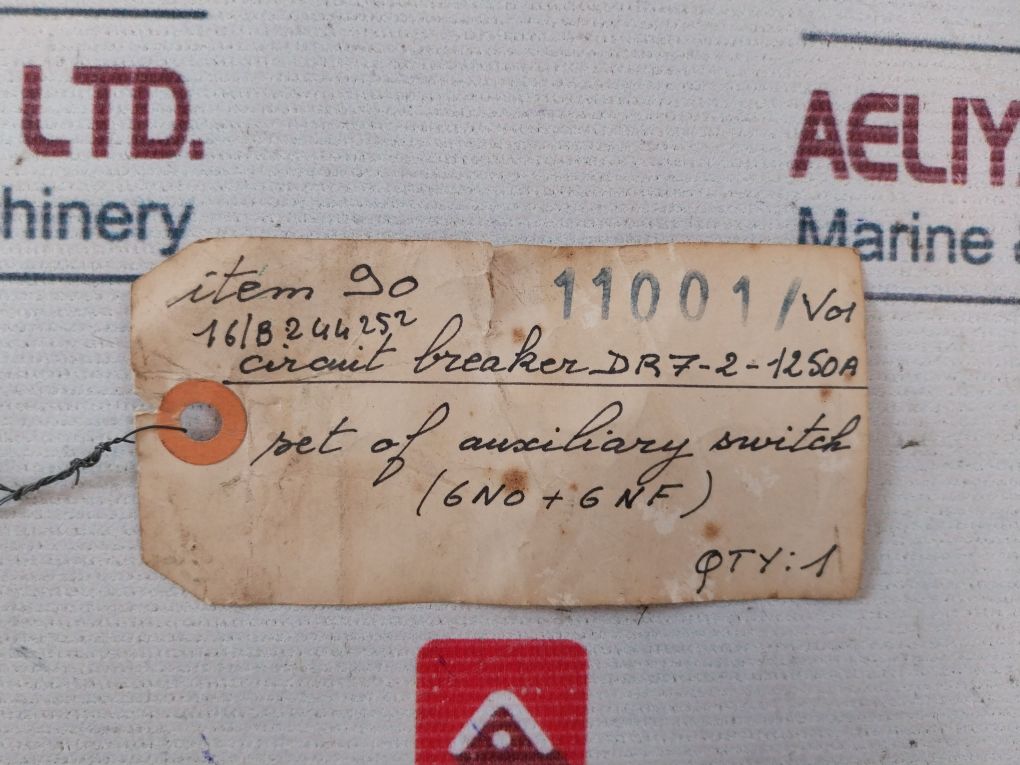 LTD.
hinery
AELIY
Marine &
item 90
11001/Vo1
16/B244252
circuit breaker DR7-2-1250A
set of auxiliary switch
(6NO + 6NF)
QTY: 1